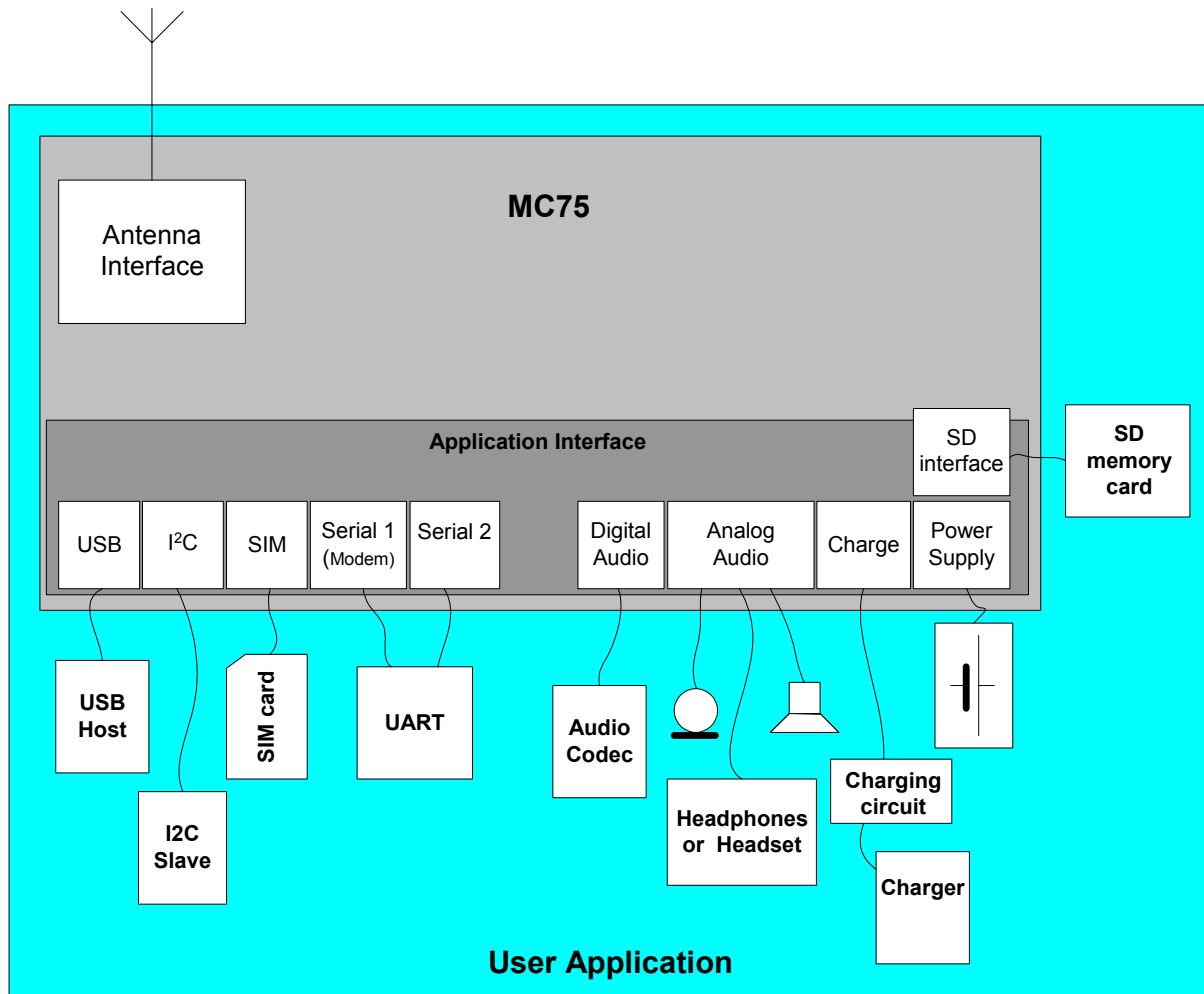 MC75
Antenna
Interface
Application Interface
SD
interface
SD
memory
card
USB
I²C
SIM
Serial 1
(Modem)
Serial 2
Digital
Audio
Analog
Audio
Charge
Power
Supply
USB
Host
SIM card
UART
Audio
Codec
I2C
Slave
Headphones
or Headset
Charging
circuit
Charger
User Application